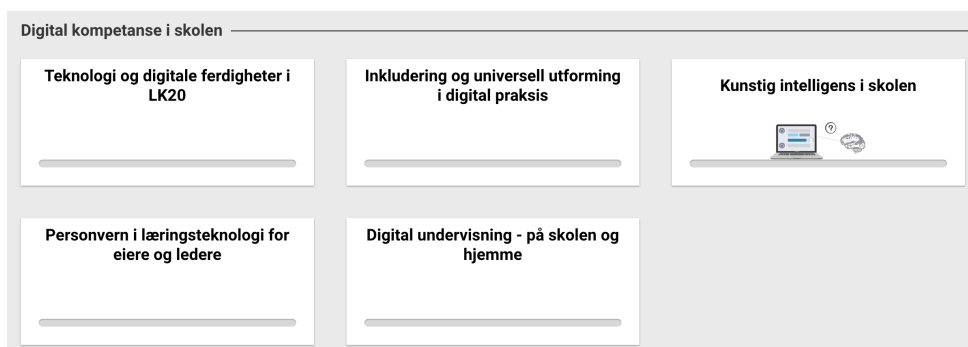 Digital kompetanse i skolen
Teknologi og digitale ferdigheter i
LK20
Inkludering og universell utforming
i digital praksis
Kunstig intelligens i skolen
?
Personvern i læringsteknologi for
eiere og ledere
Digital undervisning - på skolen og
hjemme